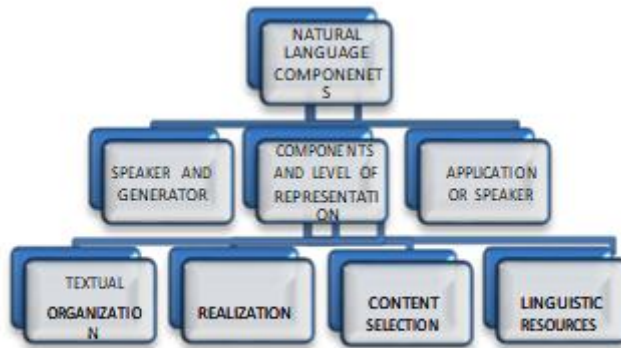 NATURAL
LANGUAGE
COMPONENET
S
SPEAKER AND
GENERATOR
COMPONENTS
AND LEVEL OF
REPRESENTATI
ON
APPLICATION
OR SPEAKER
TEXTUAL
ORGANIZATIO
N
REALIZATION
CONTENT
SELECTION
LINGUISTIC
RESOURCES